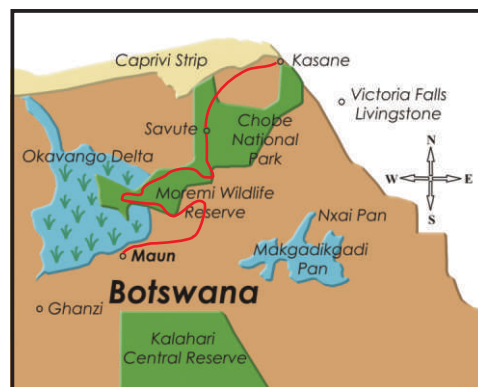 Caprivi Strip
Kasane
Victoria Falls
Livingstone
Savute
Chobe
National
Park
Okavango Delta
N
W
E
S
Moremi Wildlife
Reserve
Nxai Pan
Maun
Makgadikgadi
Pan
Botswana
Ghanzi
Kalahari
Central Reserve